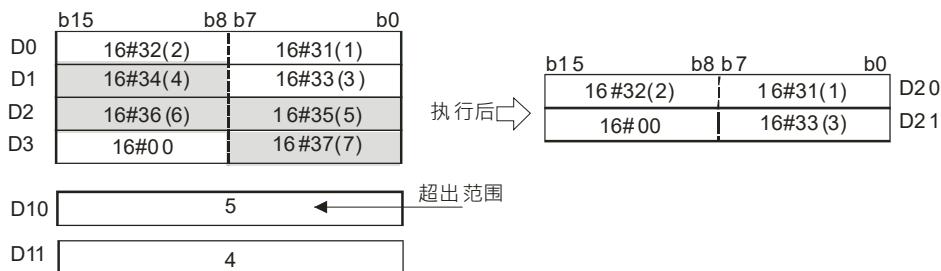 b15 b8 b7 b0
D0 16#32(2) 16#31(1)
D1 16#34(4) 16#33(3)
D2 16#36(6) 16#35(5)
D3 16#00 16#37(7)
执行后
b15 b8 b7 b0
16#32(2) 16#31(1) D20
16#00 16#33(3) D21
D10 5 超出范围
D11 4